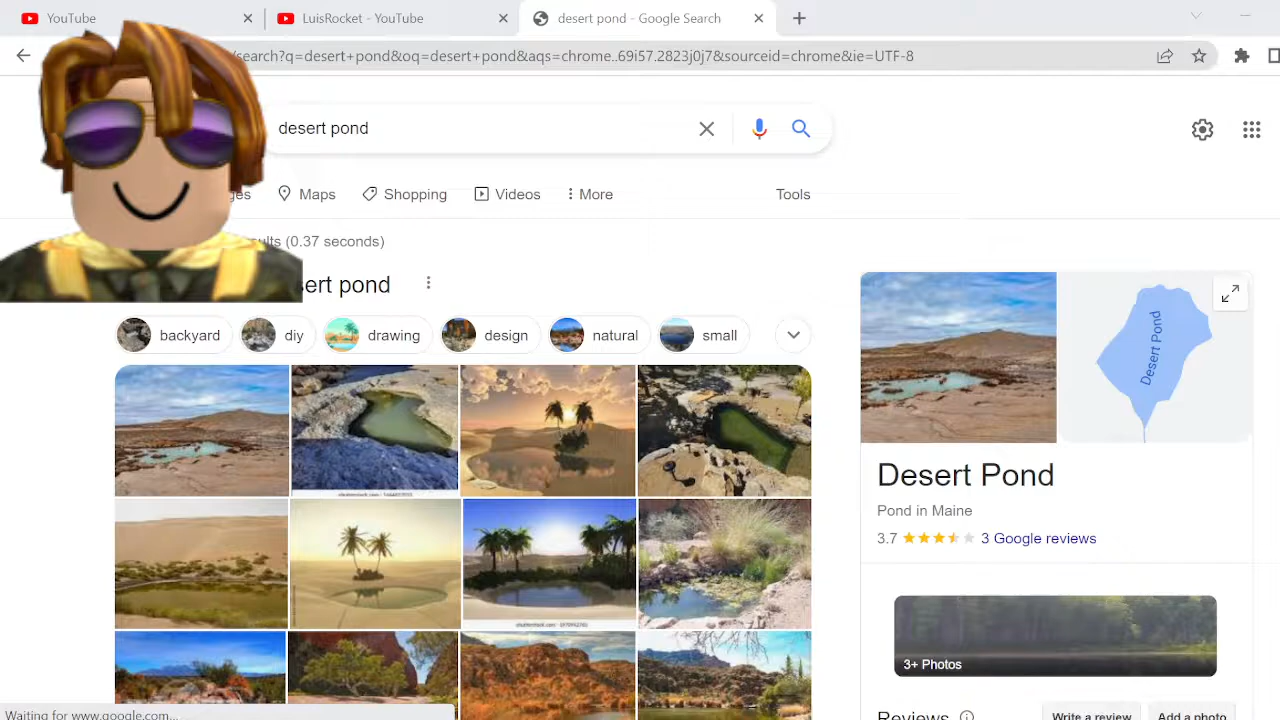 YouTube
LuisRocket - YouTube
desert pond - Google Search
/search?q=desert+pond&oq=desert+pond&aqs=chrome..69i57.2823j0j7&sourceid=chrome&ie=UTF-8
desert pond
ges
Maps
Shopping
Videos
More
Tools
ults (0.37 seconds)
sert pond
backyard
diy
drawing
design
natural
small
Desert Pond
Desert Pond
Pond in Maine
3.7
3 Google reviews
3+ Photos
Reviews
Write a review
Add a photo
Waiting for www.google.com...